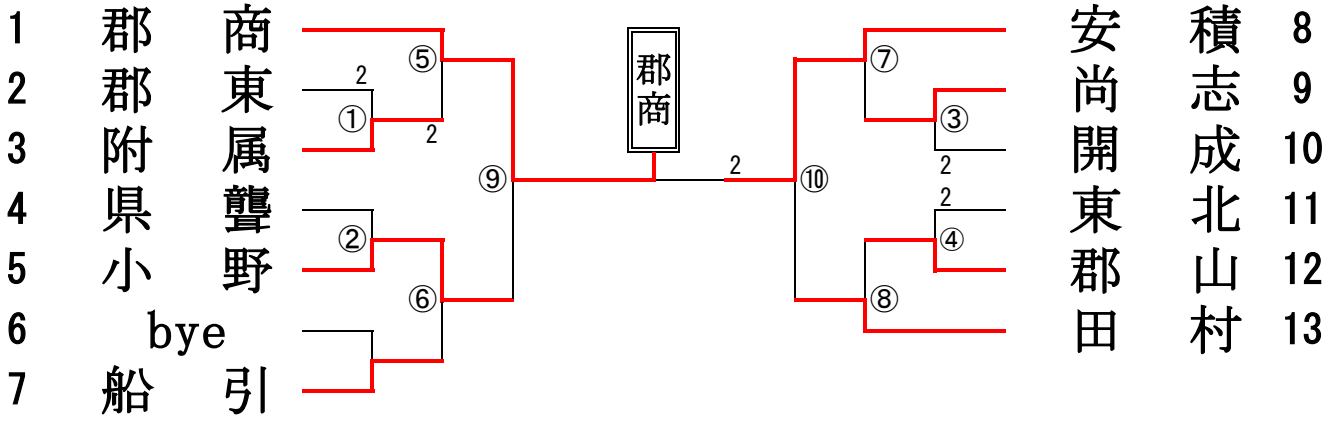 1 郡 商
2 郡 東
3 附 属
4 県 聾
5 小 野
6 bye
7 船 引
⑤
2
①
2
②
⑥
⑨
郡商
2
⑩
⑦
③
2
2
④
⑧
安 積 8
尚 志 9
開 成 10
東 北 11
郡 山 12
田 村 13